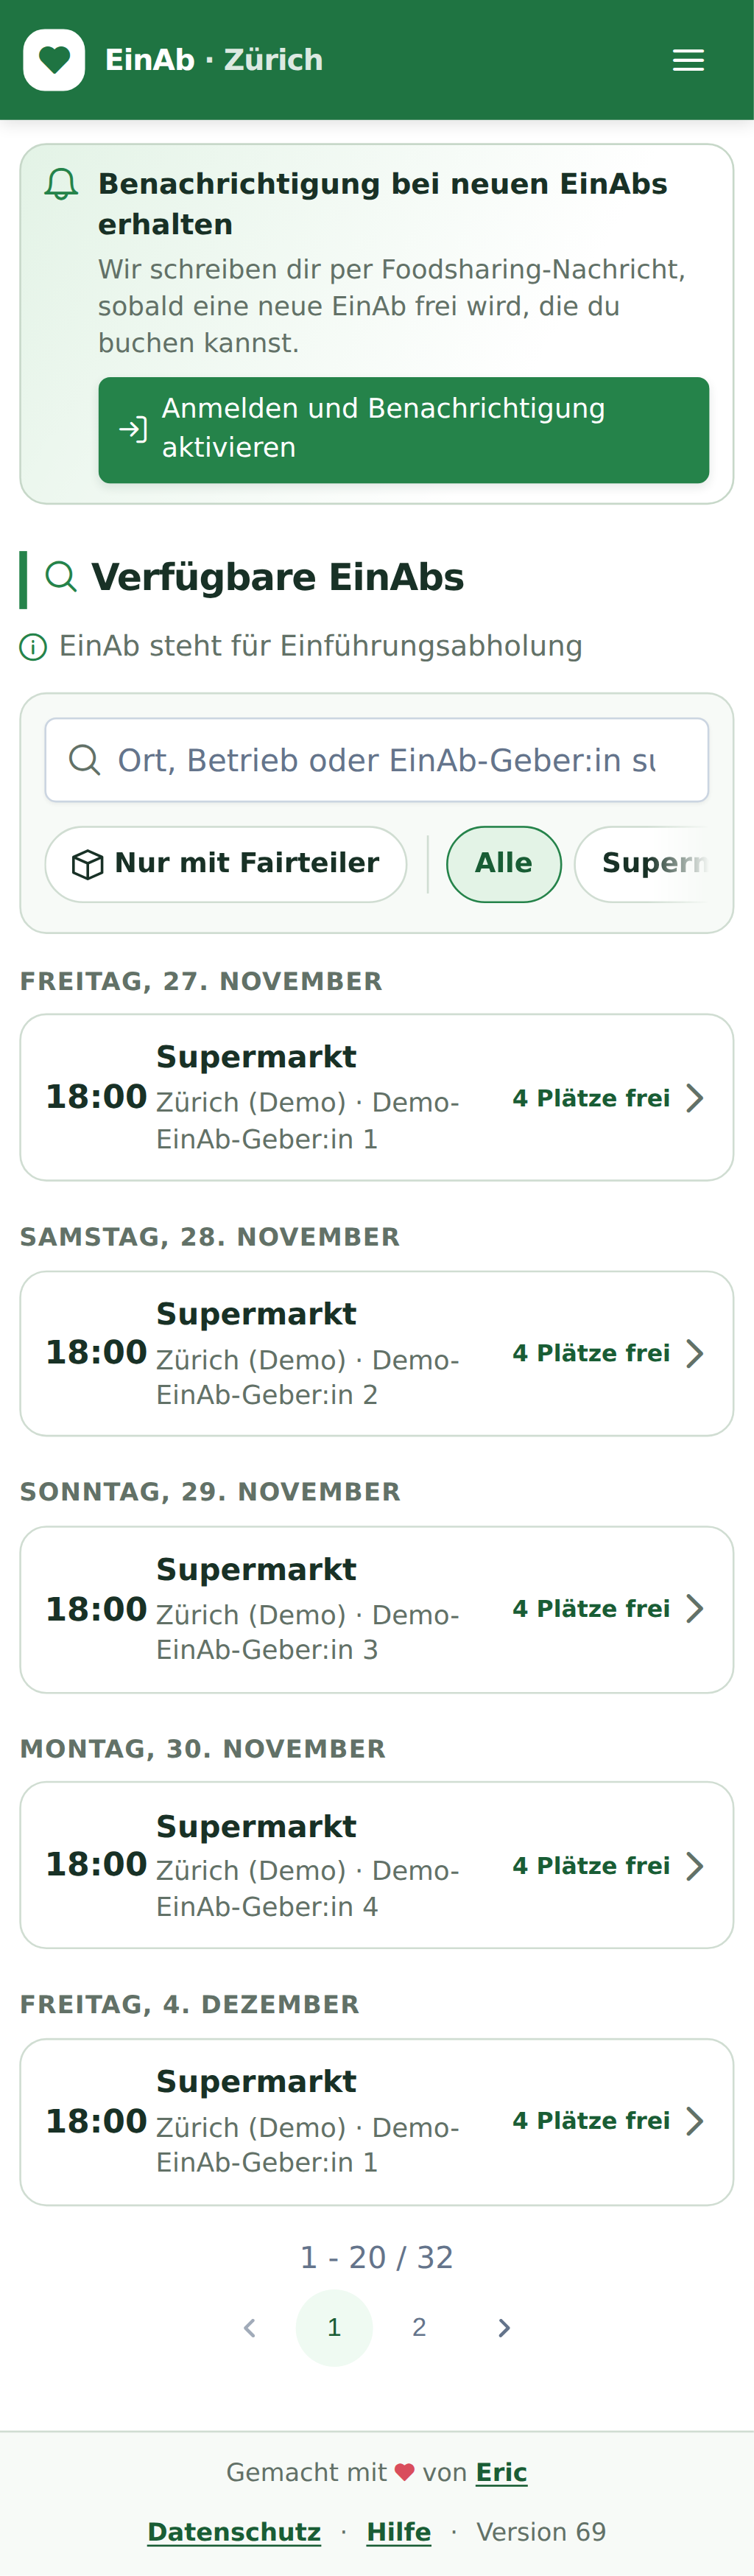 EinAb · Zürich
Benachrichtigung bei neuen EinAbs
erhalten
Wir schreiben dir per Foodsharing-Nachricht,
sobald eine neue EinAb frei wird, die du
buchen kannst.
Anmelden und Benachrichtigung
aktivieren
Verfügbare EinAbs
EinAb steht für Einführungsabholung
Ort, Betrieb oder EinAb-Geber:in
Nur mit Fairteiler
Alle
FREITAG, 27. NOVEMBER
Supermarkt
18:00
Zürich (Demo) · Demo-
EinAb-Geber:in 1
4 Plätze frei
SAMSTAG, 28. NOVEMBER
Supermarkt
18:00
Zürich (Demo) · Demo-
EinAb-Geber:in 2
4 Plätze frei
SONNTAG, 29. NOVEMBER
Supermarkt
18:00
Zürich (Demo) · Demo-
EinAb-Geber:in 3
4 Plätze frei
MONTAG, 30. NOVEMBER
Supermarkt
18:00
Zürich (Demo) · Demo-
EinAb-Geber:in 4
4 Plätze frei
FREITAG, 4. DEZEMBER
Supermarkt
18:00
Zürich (Demo) · Demo-
EinAb-Geber:in 1
4 Plätze frei
1 - 20 / 32
1 2
Gemacht mit ❤ von Eric
Datenschutz · Hilfe · Version 69